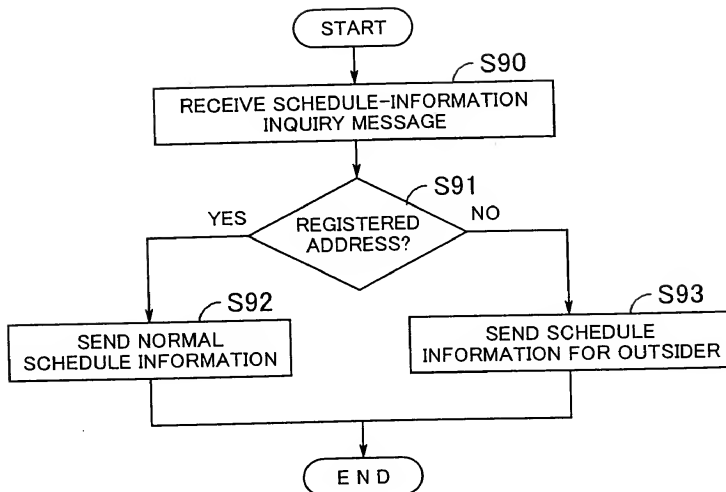 START
S90
RECEIVE SCHEDULE-INFORMATION
INQUIRY MESSAGE
S91
YES
REGISTERED
ADDRESS?
NO
S92
SEND NORMAL
SCHEDULE INFORMATION
S93
SEND SCHEDULE
INFORMATION FOR OUTSIDER
E N D